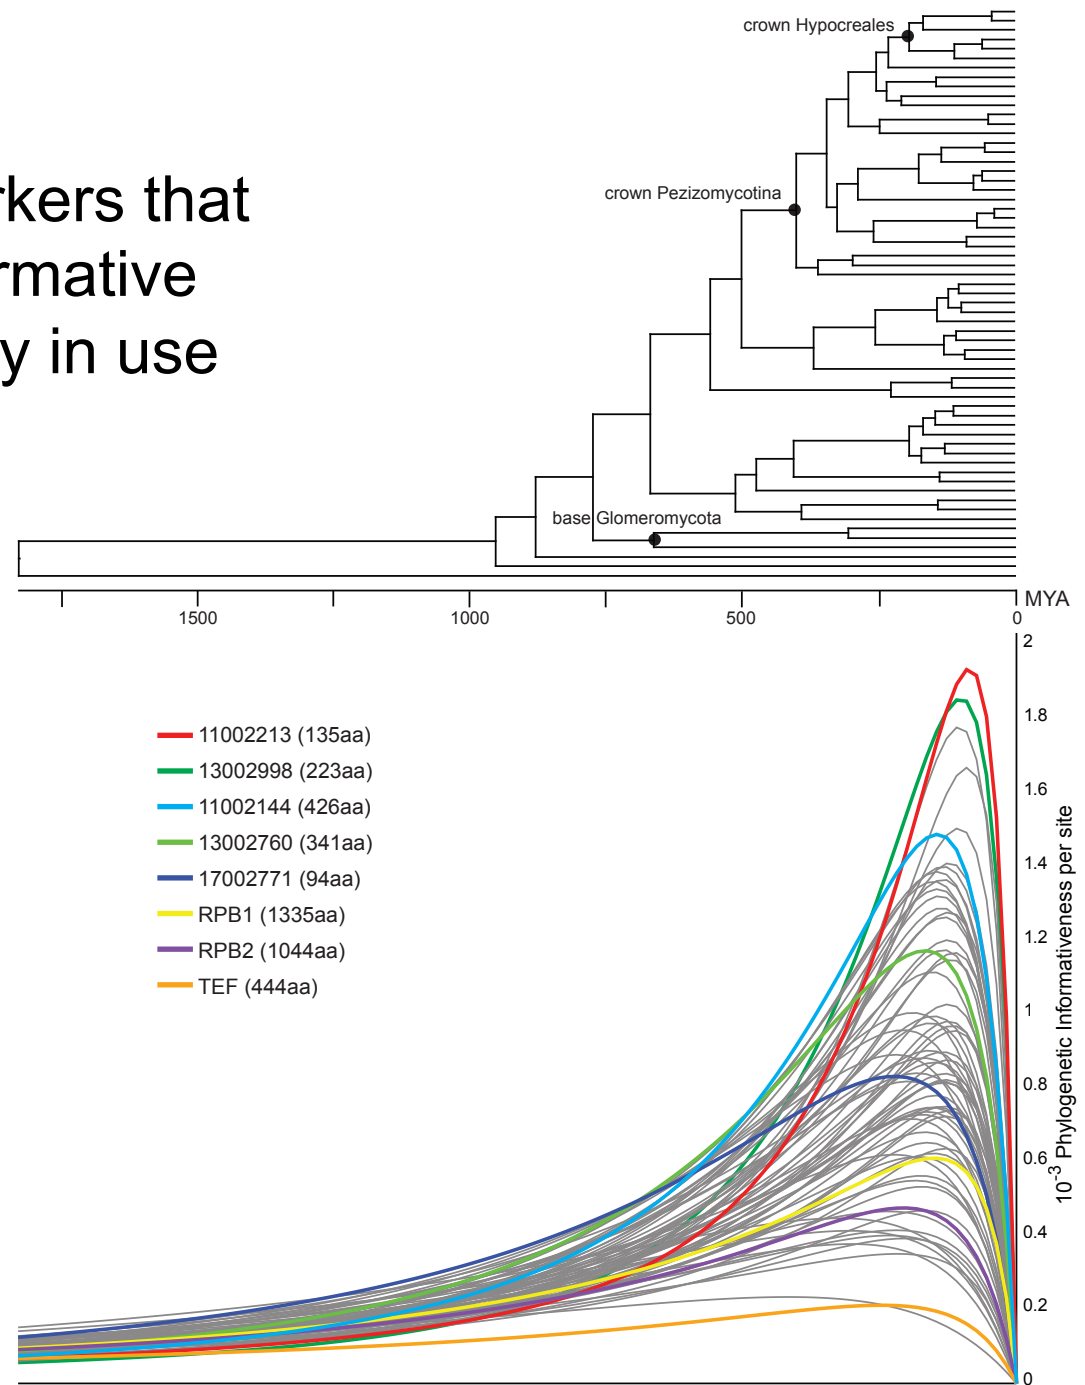 crown Hypocreales
rkers that
crown Pezizomycotina
rmative
y in use
base Glomeromycota
MYA
1500 1000 500 0
2
1.8
11002213 (135aa)
13002998 (223aa)
1.6
11002144 (426aa)
13002760 (341aa)
1.4
17002771 (94aa)
RPB1 (1335aa)
1.2
RPB2 (1044aa)
TEF (444aa)
1
0.8
0.6
0.4
0.2
0
10-3 Phylogenetic Informativeness per site